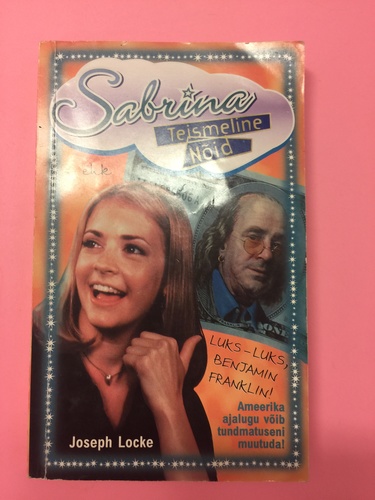 Sabrina
Teismeline
Nõid
LUKS-LUKS,
BENJAMIN
FRANKLIN!
Ameerika
ajalugu võib
tundmatuseni
muutuda!
Joseph Locke